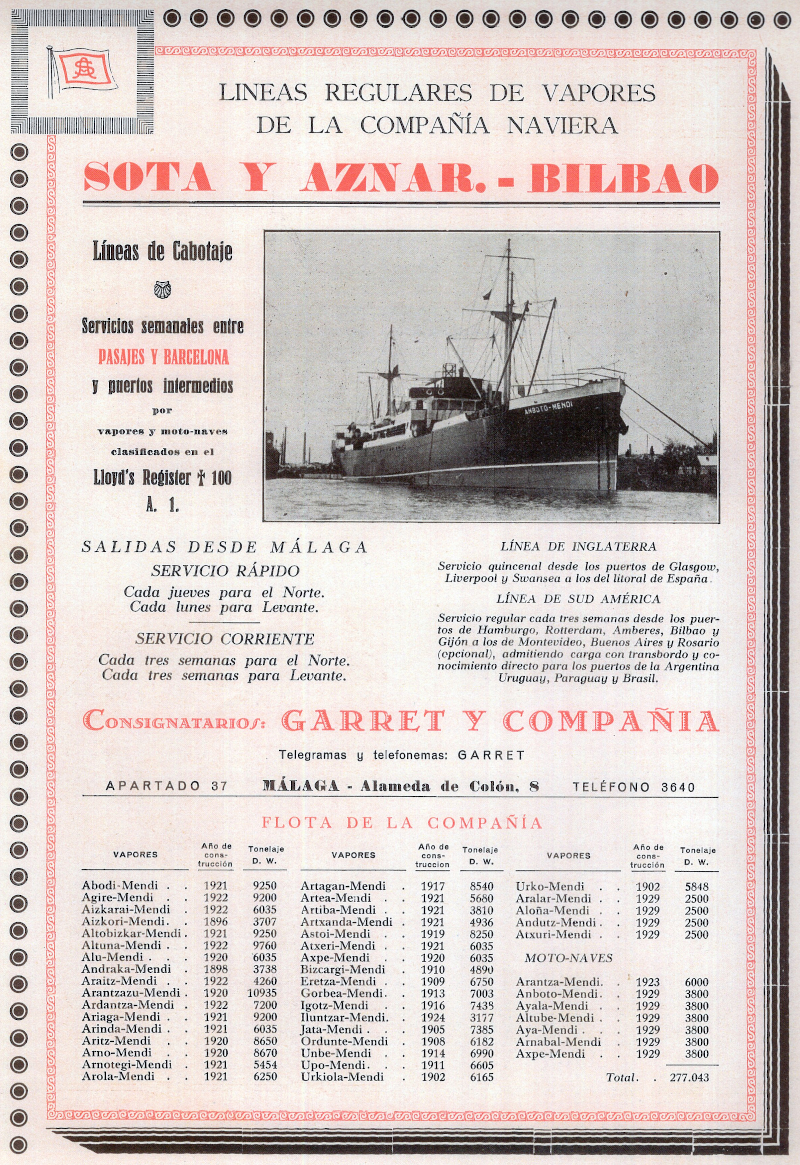 SA
LINEAS REGULARES DE VAPORES
DE LA COMPAÑÍA NAVIERA
SOTA Y AZNAR. - BILBAO
Líneas de Cabotaje
Servicios semanales entre
PASAJES Y BARCELONA
y puertos intermedios
por
vapores y moto-naves
clasificados en el
Lloyd's Register ✝ 100
A. 1.
ANBOTO-MENDI
SALIDAS DESDE MÁLAGA
SERVICIO RÁPIDO
Cada jueves para el Norte.
Cada lunes para Levante.
SERVICIO CORRIENTE
Cada tres semanas para el Norte.
Cada tres semanas para Levante.
LÍNEA DE INGLATERRA
Servicio quincenal desde los puertos de Glasgow,
Liverpool y Swansea a los del litoral de España.
LÍNEA DE SUD AMÉRICA
Servicio regular cada tres semanas desde los puer-
tos de Hamburgo, Rotterdam, Amberes, Bilbao y
Gijón a los de Montevideo, Buenos Aires y Rosario
(opcional), admitiendo carga con transbordo y co-
nocimiento directo para los puertos de la Argentina
Uruguay, Paraguay y Brasil.
CONSIGNATARIOS: GARRET Y COMPAÑIA
Telegramas y telefonemas: GARRET
APARTADO 37 MÁLAGA - Alameda de Colón, 8 TELÉFONO 3640
FLOTA DE LA COMPAÑÍA
VAPORES Año de cons-trucción Tonelaje D. W.
Abodi-Mendi . . 1921 9250
Agire-Mendi . . 1922 9200
Aizkarai-Mendi . 1922 6035
Aizkori-Mendi. . 1896 3707
Altobizkar-Mendi. 1921 9250
Altuna-Mendi . . 1922 9760
Alu-Mendi . . . 1920 6035
Andraka-Mendi . 1898 3738
Araitz-Mendi . . 1922 4260
Arantzazu-Mendi . 1920 10935
Ardantza-Mendi . 1922 7200
Ariaga-Mendi . . 1921 9200
Arinda-Mendi . . 1921 6035
Aritz-Mendi . . 1920 8650
Arno-Mendi . . 1920 8670
Arnotegi-Mendi . 1921 5454
Arola-Mendi . . 1921 6250
VAPORES Año de cons-truccion Tonelaje D. W.
Artagan-Mendi . 1917 8540
Artea-Mendi . . 1921 5680
Artiba-Mendi . . 1921 3810
Artxanda-Mendi . 1921 4936
Astoi-Mendi . . 1919 8250
Atxeri-Mendi . . 1921 6035
Axpe-Mendi . . 1920 6035
Bizcargi-Mendi . 1910 4890
Eretza-Mendi . . 1909 6750
Gorbea-Mendi. . 1913 7003
Igotz-Mendi . . 1916 7438
Iluntzar-Mendi. . 1924 3177
Jata-Mendi . . . 1905 7385
Ordunte-Mendi . 1908 6182
Unbe-Mendi . . 1914 6990
Upo-Mendi. . . 1911 6605
Urkiola-Mendi . 1902 6165
VAPORES Año de cons-trucción Tonelaje D. W.
Urko-Mendi . . 1902 5848
Aralar-Mendi . . 1929 2500
Aloña-Mendi . . 1929 2500
Andutz-Mendi . . 1929 2500
Atxuri-Mendi . . 1929 2500
MOTO-NAVES
Arantza-Mendi. . 1923 6000
Anboto-Mendi. . 1929 3800
Ayala-Mendi . . 1929 3800
Altube-Mendi . . 1929 3800
Aya-Mendi . . . 1929 3800
Arnabal-Mendi . 1929 3800
Axpe-Mendi . . 1929 3800
Total. . 277.043